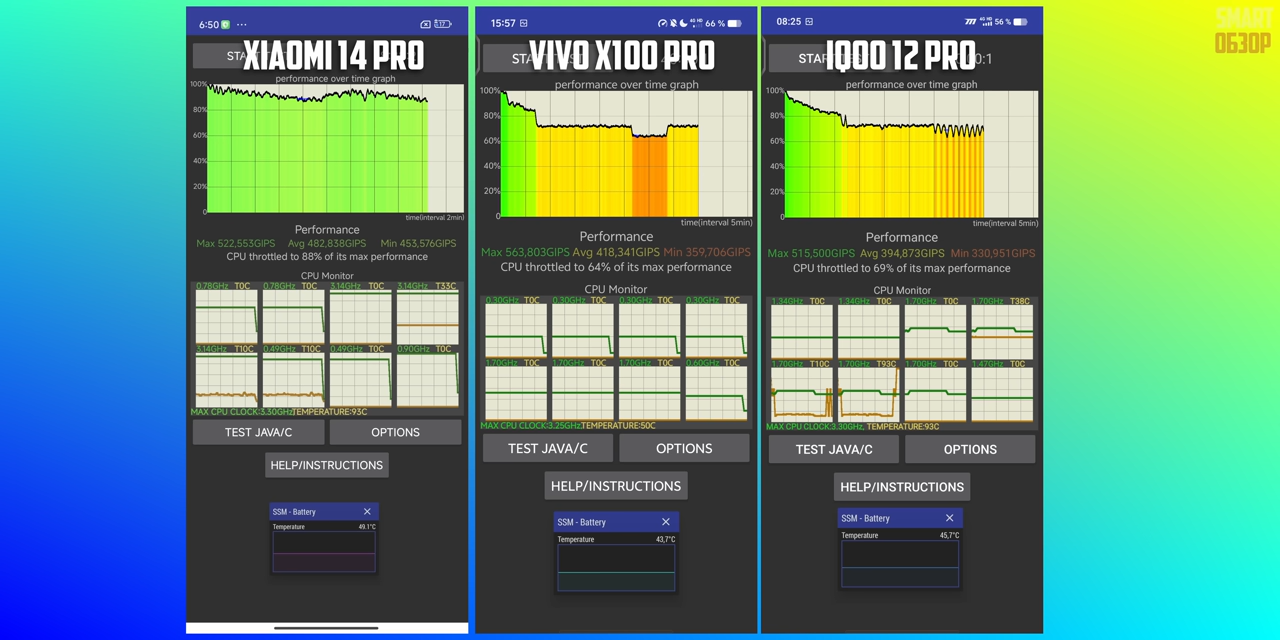 SMART
ОБЗОР
6:50
XIAOMI 14 PRO
performance over time graph
100%
80%
60%
40%
20%
0
time(interval 2min)
Performance
Max 522,553GIPS Avg 482,838GIPS Min 453,576GIPS
CPU throttled to 88% of its max performance
CPU Monitor
0.78GHz T0C 0.78GHz T0C 3.14GHz T0C 3.14GHz T33C
3.14GHz T10C 0.49GHz T10C 0.49GHz T0C 0.90GHz T0C
MAX CPU CLOCK:3.30GHz, TEMPERATURE:93C
TEST JAVA/C OPTIONS
HELP/INSTRUCTIONS
SSM - Battery
Temperature 49.1°C
15:57 66 %
VIVO X100 PRO
performance over time graph
100%
80%
60%
40%
20%
0
time(interval 5min)
Performance
Max 563,803GIPS Avg 418,341GIPS Min 359,706GIPS
CPU throttled to 64% of its max performance
CPU Monitor
0.30GHz T0C 0.30GHz T0C 0.30GHz T0C 0.30GHz T0C
1.70GHz T0C 1.70GHz T0C 1.70GHz T0C 0.60GHz T0C
MAX CPU CLOCK:3.25GHz, TEMPERATURE:50C
TEST JAVA/C OPTIONS
HELP/INSTRUCTIONS
SSM - Battery
Temperature 43,7°C
08:25 56 %
IQOO 12 PRO
performance over time graph
100%
80%
60%
40%
20%
0
time(interval 5min)
Performance
Max 515,500GIPS Avg 394,873GIPS Min 330,951GIPS
CPU throttled to 69% of its max performance
CPU Monitor
1.34GHz T0C 1.34GHz T0C 1.70GHz T0C 1.70GHz T38C
1.70GHz T10C 1.70GHz T93C 1.70GHz T0C 1.47GHz T0C
MAX CPU CLOCK:3.30GHz, TEMPERATURE:93C
TEST JAVA/C OPTIONS
HELP/INSTRUCTIONS
SSM - Battery
Temperature 45,7°C